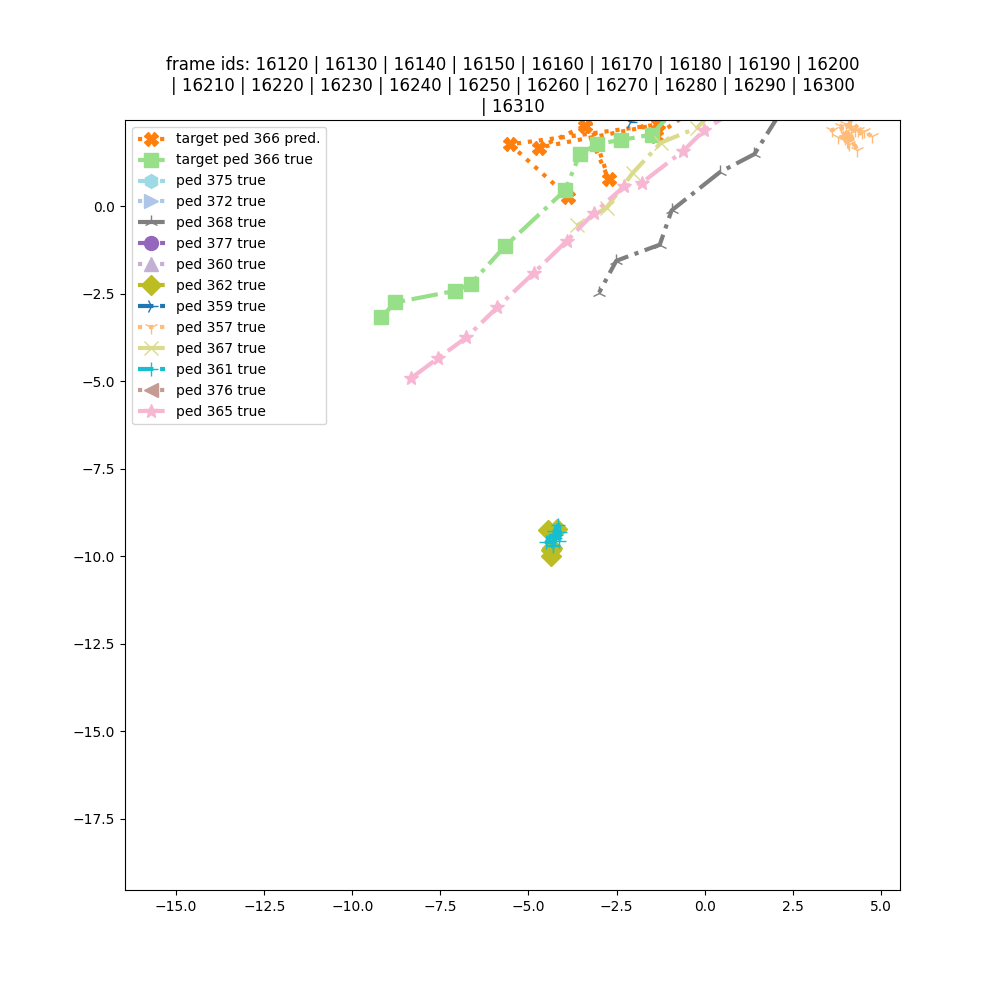 frame ids: 16120 | 16130 | 16140 | 16150 | 16160 | 16170 | 16180 | 16190 | 16200
| 16210 | 16220 | 16230 | 16240 | 16250 | 16260 | 16270 | 16280 | 16290 | 16300
| 16310
target ped 366 pred.
target ped 366 true
ped 375 true
ped 372 true
ped 368 true
ped 377 true
ped 360 true
ped 362 true
ped 359 true
ped 357 true
ped 367 true
ped 361 true
ped 376 true
ped 365 true
0.0
−2.5
−5.0
−7.5
−10.0
−12.5
−15.0
−17.5
−15.0 −12.5 −10.0 −7.5 −5.0 −2.5 0.0 2.5 5.0